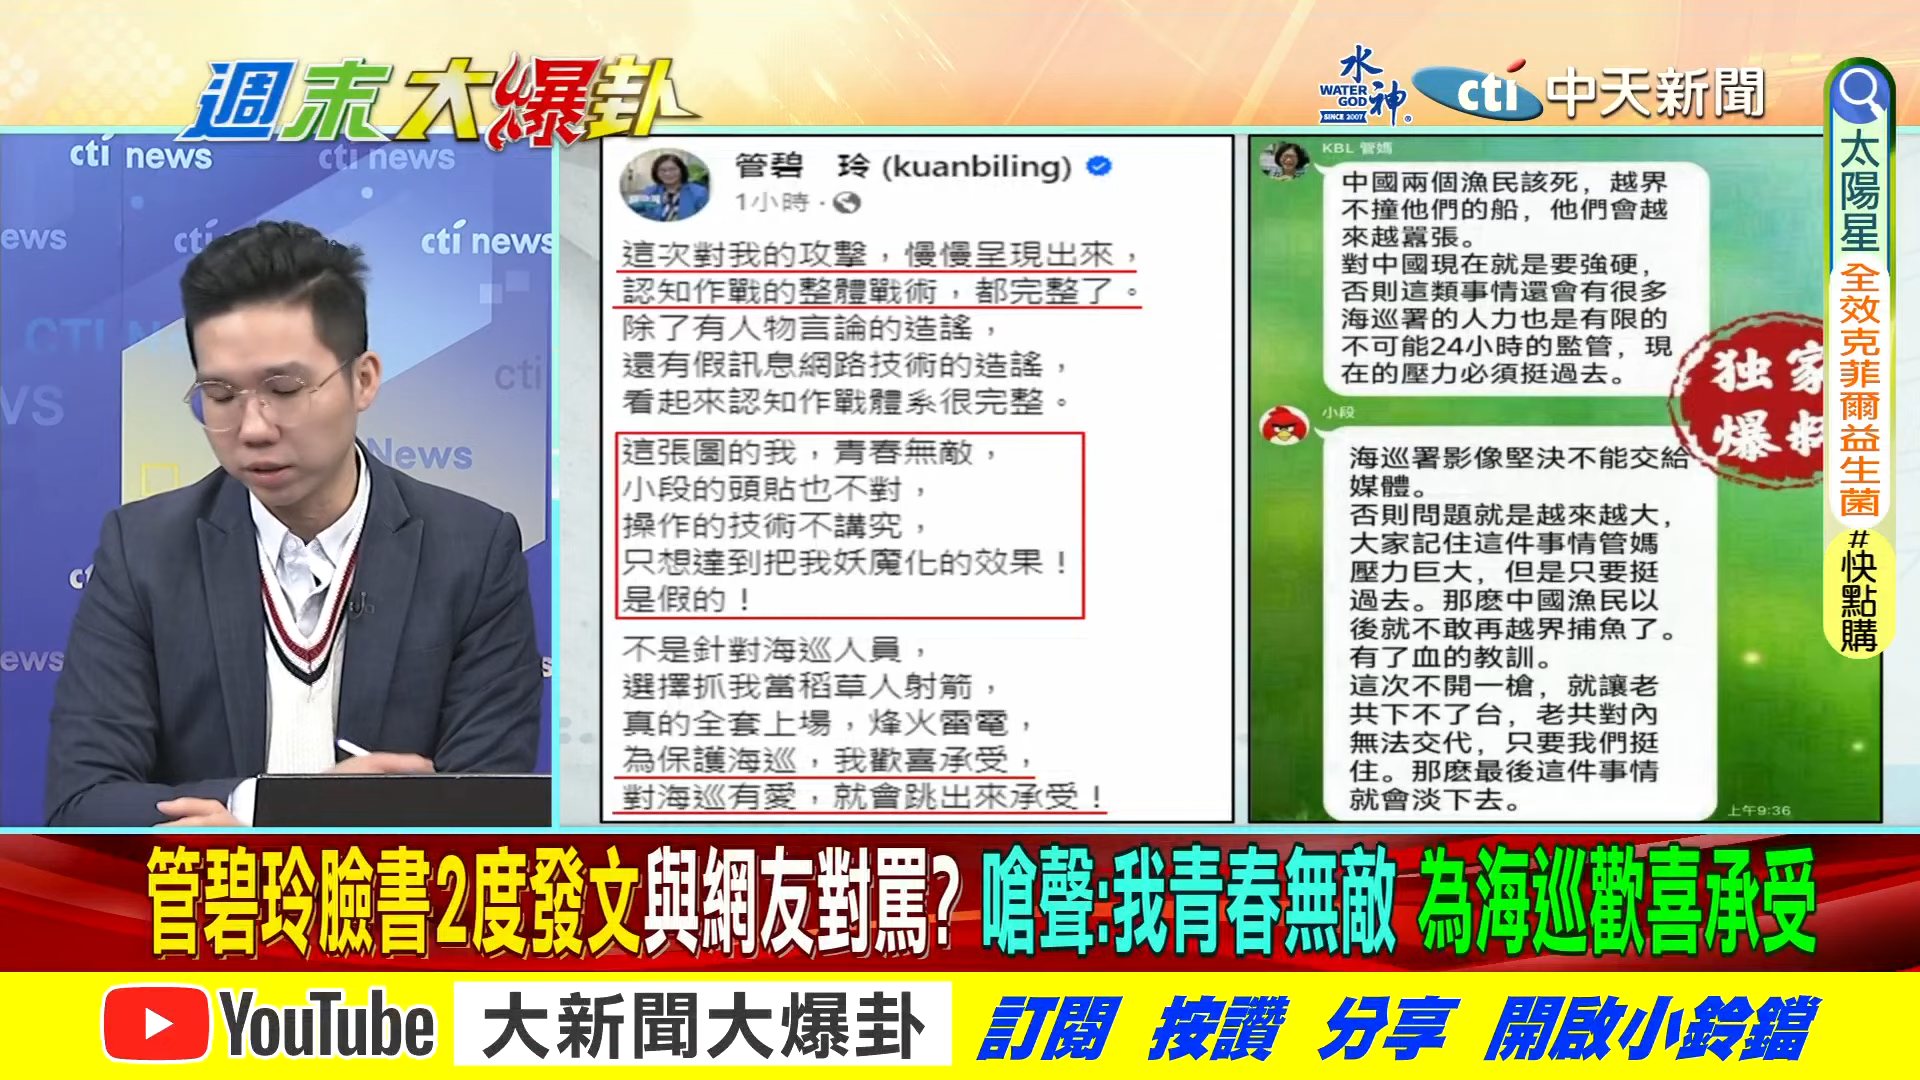 週末大爆卦
水神
WATER GOD
SINCE 2007
cti 中天新聞
cti news
cti news
ews
cti
cti news
CTI N
cti
VS
News
ews
管碧 玲 (kuanbiling)
1小時
這次對我的攻擊，慢慢呈現出來，
認知作戰的整體戰術，都完整了。
除了有人物言論的造謠，
還有假訊息網路技術的造謠，
看起來認知作戰體系很完整。
這張圖的我，青春無敵，
小段的頭貼也不對，
操作的技術不講究，
只想達到把我妖魔化的效果！
是假的！
不是針對海巡人員，
選擇抓我當稻草人射箭，
真的全套上場，烽火雷電，
為保護海巡，我歡喜承受，
對海巡有愛，就會跳出來承受！
KBL 管媽
中國兩個漁民該死，越界
不撞他們的船，他們會越
來越囂張。
對中國現在就是要強硬，
否則這類事情還會有很多
海巡署的人力也是有限的
不可能24小時的監管，現
在的壓力必須挺過去。
独家
爆料
小段
海巡署影像堅決不能交給
媒體。
否則問題就是越來越大，
大家記住這件事情管媽
壓力巨大，但是只要挺
過去。那麼中國漁民以
後就不敢再越界捕魚了。
有了血的教訓。
這次不開一槍，就讓老
共下不了台，老共對內
無法交代，只要我們挺
住。那麼最後這件事情
就會淡下去。
上午9:36
太陽星
全效克菲爾益生菌
#快點購
管碧玲臉書2度發文與網友對罵? 嗆聲:我青春無敵 為海巡歡喜承受
YouTube 大新聞大爆卦 訂閱 按讚 分享 開啟小鈴鐺